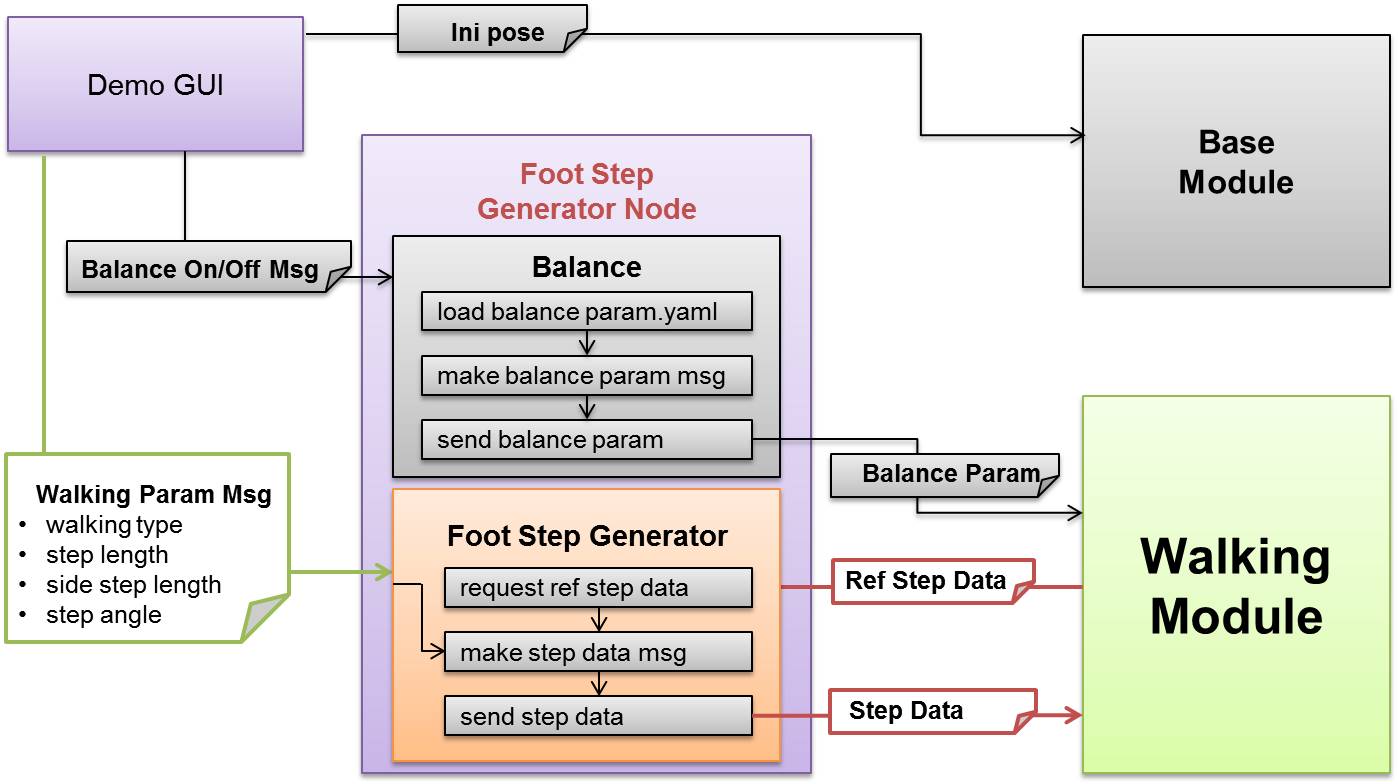 Ini pose
Demo GUI
Base
Module
Foot Step
Generator Node
Balance On/Off Msg
Balance
load balance param.yaml
make balance param msg
send balance param
Balance Param
Walking Param Msg
• walking type
• step length
• side step length
• step angle
Foot Step Generator
request ref step data
make step data msg
send step data
Ref Step Data
Step Data
Walking
Module